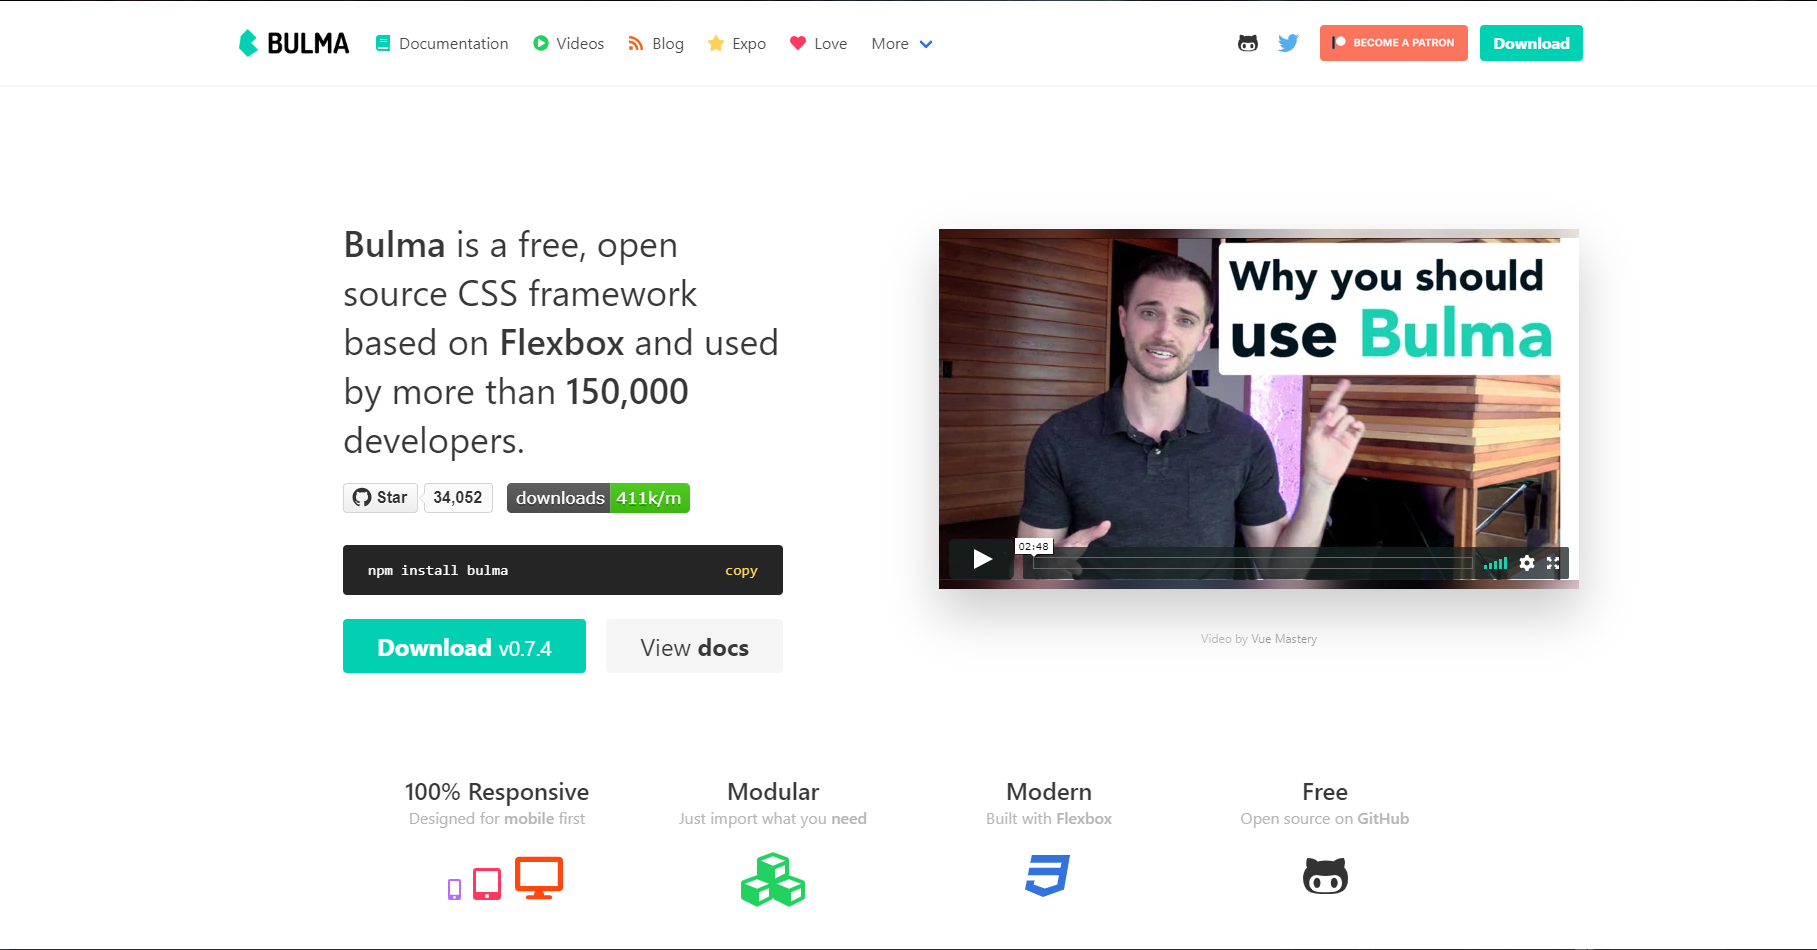 BULMA
Documentation
Videos
Blog
Expo
Love
More
BECOME A PATRON
Download
Bulma is a free, open
source CSS framework
based on Flexbox and used
by more than 150,000
developers.
Star
34,052
downloads 411k/m
npm install bulma
copy
Download v0.7.4
View docs
Why you should
use Bulma
02:48
Video by Vue Mastery
100% Responsive
Designed for mobile first
Modular
Just import what you need
Modern
Built with Flexbox
Free
Open source on GitHub